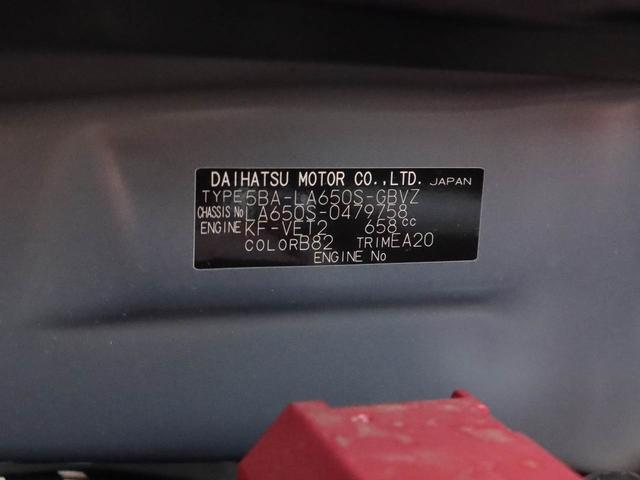 DAIHATSU MOTOR CO.,LTD. JAPAN
TYPE 5BA-LA650S-GBVZ
CHASSIS No LA650S-0479758
ENGINE KF-VET2 658cc
COLOR B82 TRIM EA20
ENGINE No